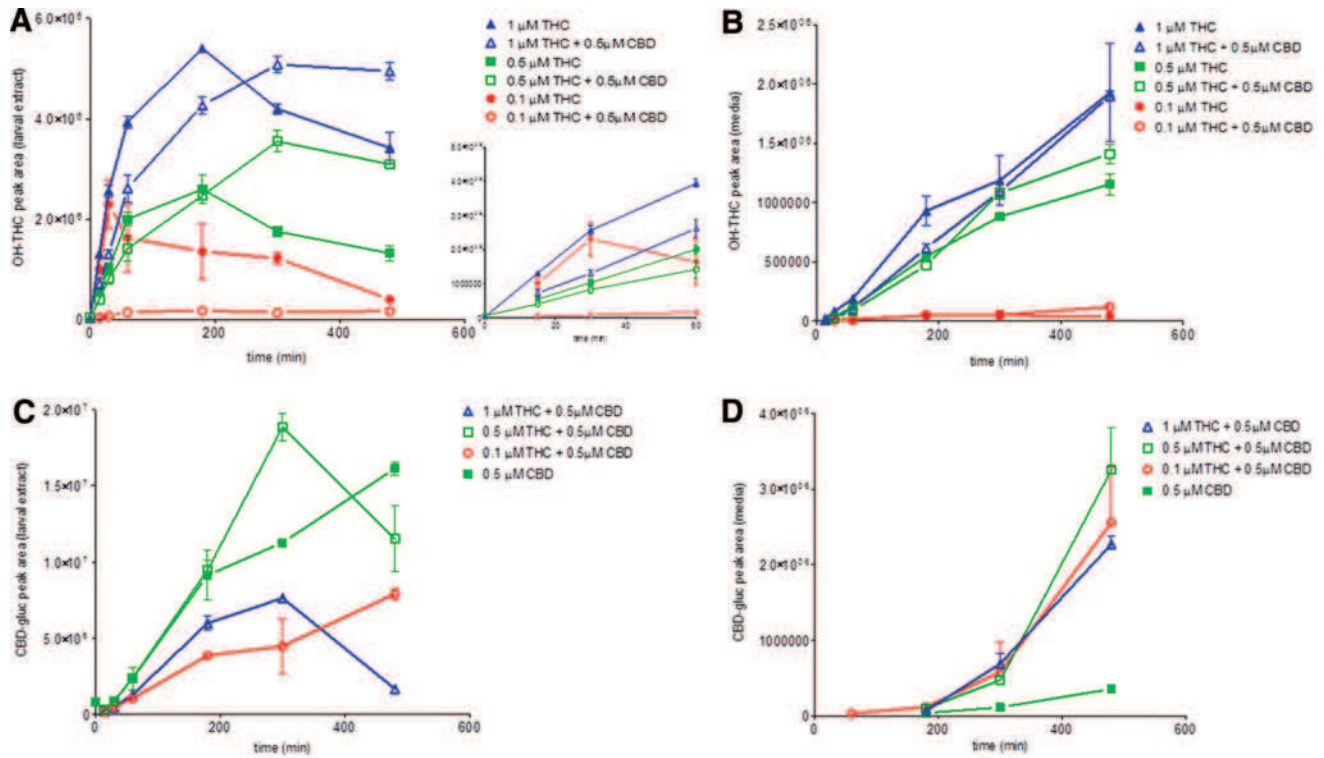 A
6.0×10⁶
4.0×10⁶
2.0×10⁶
0
0
200
400
600
OH-THC peak area (larval extract)
time (min)
1 µM THC
1 µM THC + 0.5µM CBD
0.5 µM THC
0.5 µM THC + 0.5µM CBD
0.1 µM THC
0.1 µM THC + 0.5µM CBD
1000000
0
0
20
40
60
time (min)
B
2.5×10⁰⁶
2.0×10⁰⁶
1.5×10⁰⁶
1000000
500000
0
0
200
400
600
OH-THC peak area (media)
time (min)
1 µM THC
1 µM THC + 0.5µM CBD
0.5 µM THC
0.5 µM THC + 0.5µM CBD
0.1 µM THC
0.1 µM THC + 0.5µM CBD
C
2.0×10⁷
1.5×10⁷
1.0×10⁷
5.0×10⁶
0
0
200
400
600
CBD-gluc peak area (larval extract)
time (min)
1 µM THC + 0.5µM CBD
0.5 µM THC + 0.5µM CBD
0.1 µM THC + 0.5µM CBD
0.5 µM CBD
D
4.0×10⁰⁶
3.0×10⁰⁶
2.0×10⁰⁶
1000000
0
0
200
400
600
CBD-gluc peak area (media)
time (min)
1 µM THC + 0.5µM CBD
0.5 µM THC + 0.5µM CBD
0.1 µM THC + 0.5µM CBD
0.5 µM CBD